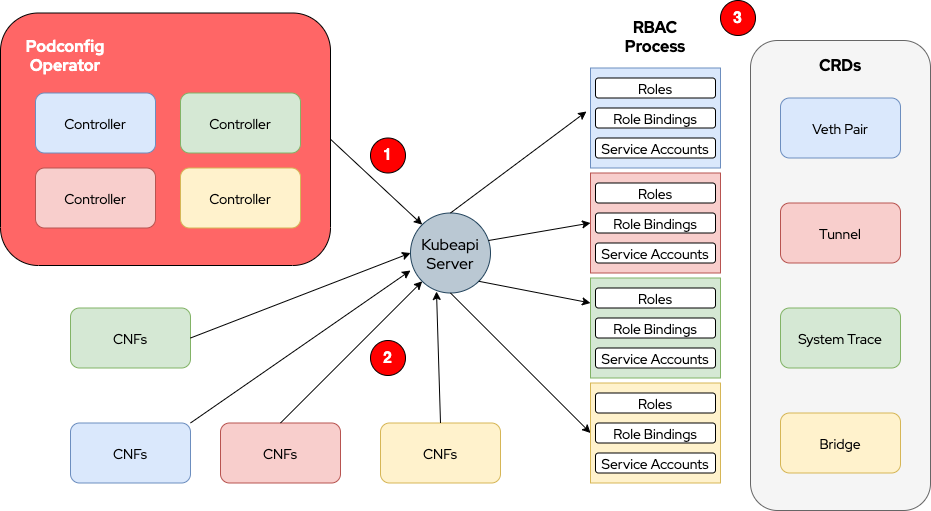 Podconfig
Operator
Controller
Controller
Controller
Controller
1
Kubeapi
Server
CNFs
2
CNFs
CNFs
CNFs
RBAC
Process
3
Roles
Role Bindings
Service Accounts
Roles
Role Bindings
Service Accounts
Roles
Role Bindings
Service Accounts
Roles
Role Bindings
Service Accounts
CRDs
Veth Pair
Tunnel
System Trace
Bridge